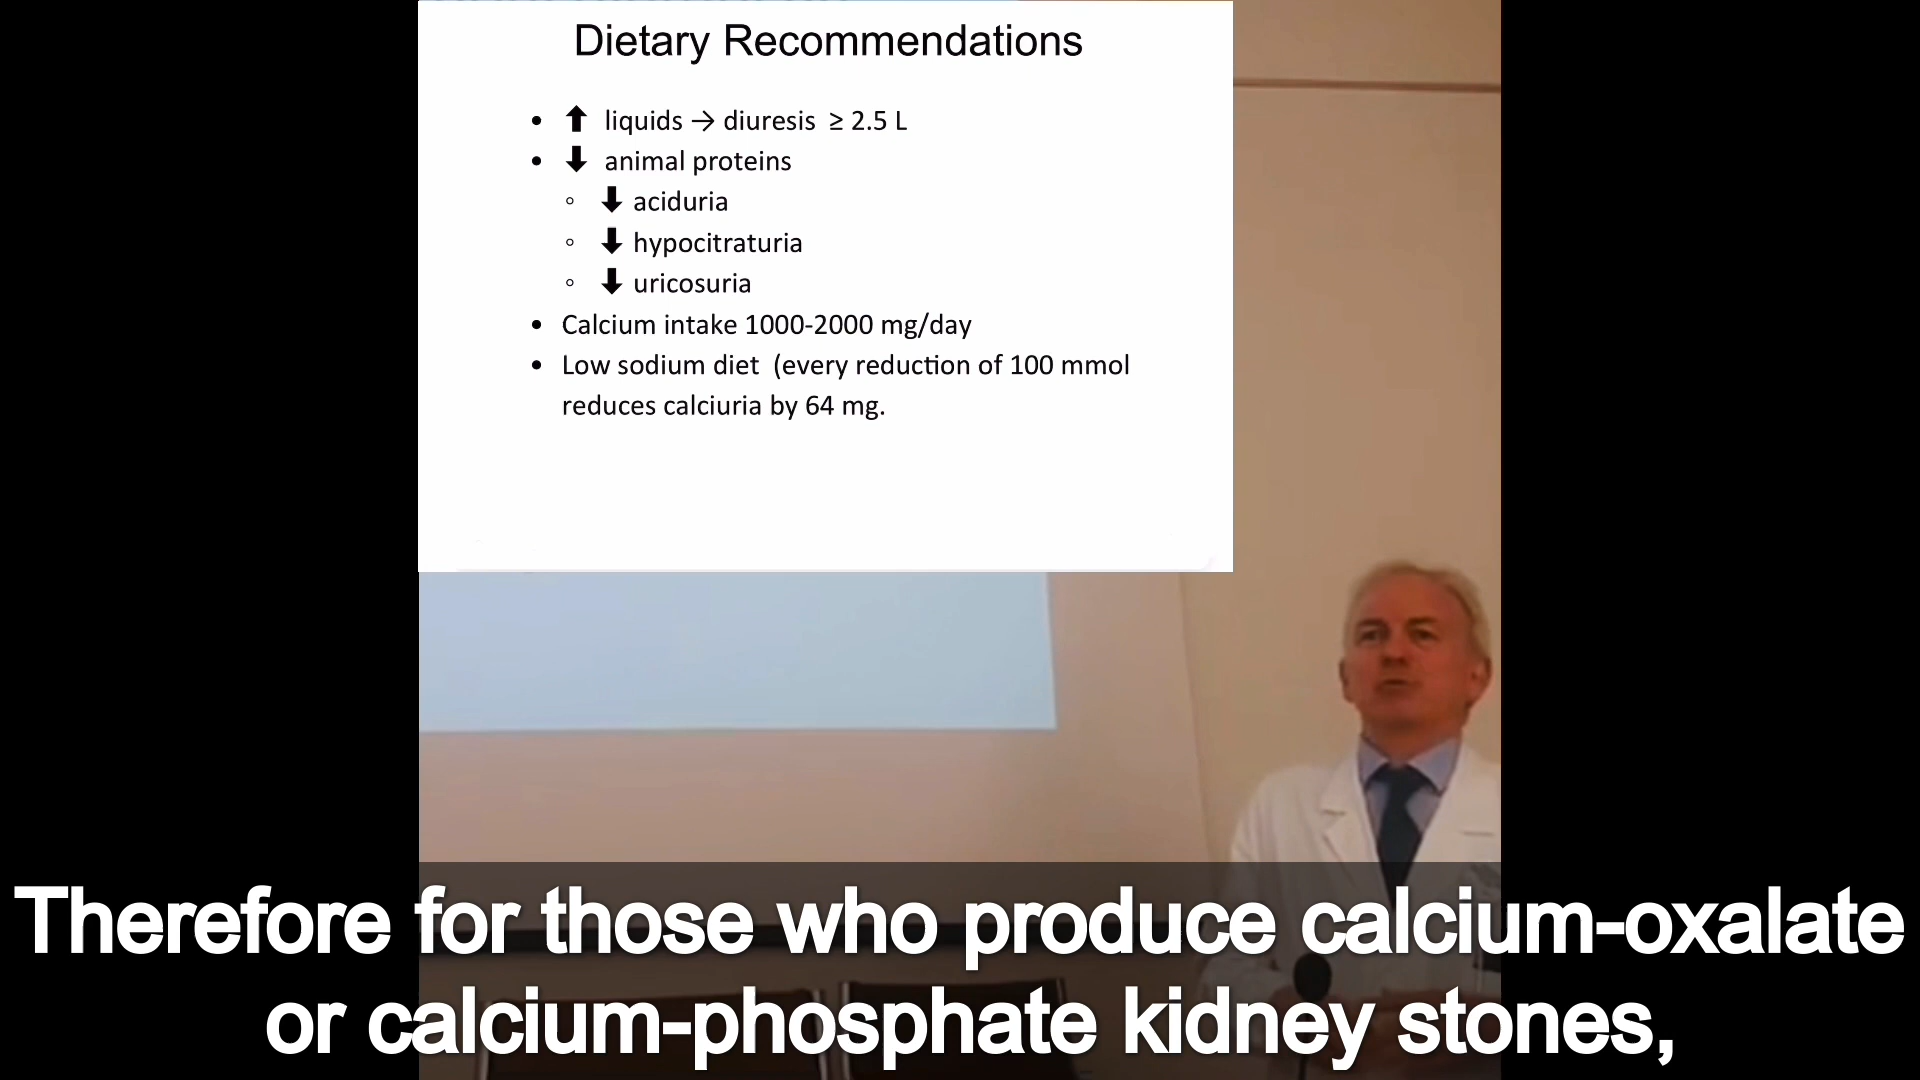 Dietary Recommendations
• ⬆ liquids → diuresis ≥ 2.5 L
• ⬇ animal proteins
◦ ⬇ aciduria
◦ ⬇ hypocitraturia
◦ ⬇ uricosuria
• Calcium intake 1000-2000 mg/day
• Low sodium diet (every reduction of 100 mmol
reduces calciuria by 64 mg.
Therefore for those who produce calcium-oxalate
or calcium-phosphate kidney stones,